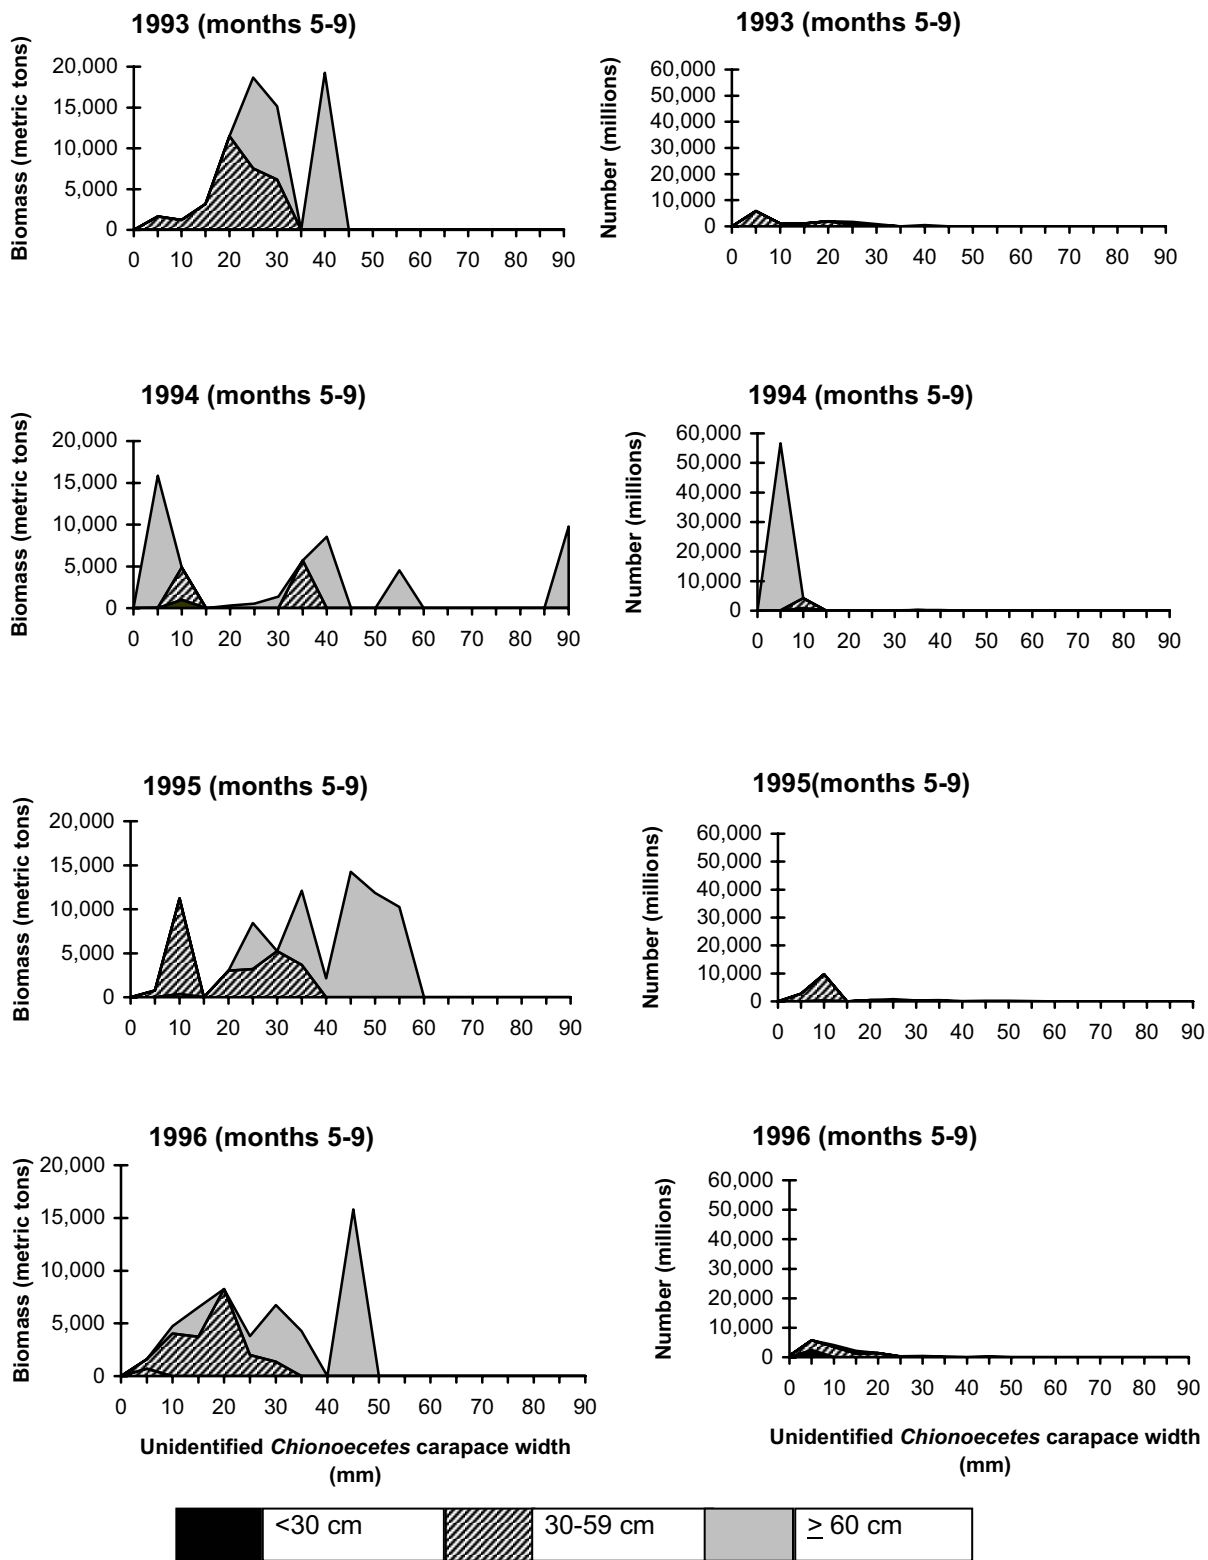 1993 (months 5-9)
Biomass (metric tons)
20,000
15,000
10,000
5,000
0
0 10 20 30 40 50 60 70 80 90
1993 (months 5-9)
Number (millions)
60,000
50,000
40,000
30,000
20,000
10,000
0
0 10 20 30 40 50 60 70 80 90
1994 (months 5-9)
Biomass (metric tons)
20,000
15,000
10,000
5,000
0
0 10 20 30 40 50 60 70 80 90
1994 (months 5-9)
Number (millions)
60,000
50,000
40,000
30,000
20,000
10,000
0
0 10 20 30 40 50 60 70 80 90
1995 (months 5-9)
Biomass (metric tons)
20,000
15,000
10,000
5,000
0
0 10 20 30 40 50 60 70 80 90
1995(months 5-9)
Number (millions)
60,000
50,000
40,000
30,000
20,000
10,000
0
0 10 20 30 40 50 60 70 80 90
1996 (months 5-9)
Biomass (metric tons)
20,000
15,000
10,000
5,000
0
0 10 20 30 40 50 60 70 80 90
Unidentified Chionoecetes carapace width
(mm)
1996 (months 5-9)
Number (millions)
60,000
50,000
40,000
30,000
20,000
10,000
0
0 10 20 30 40 50 60 70 80 90
Unidentified Chionoecetes carapace width
(mm)
<30 cm
30-59 cm
≥ 60 cm